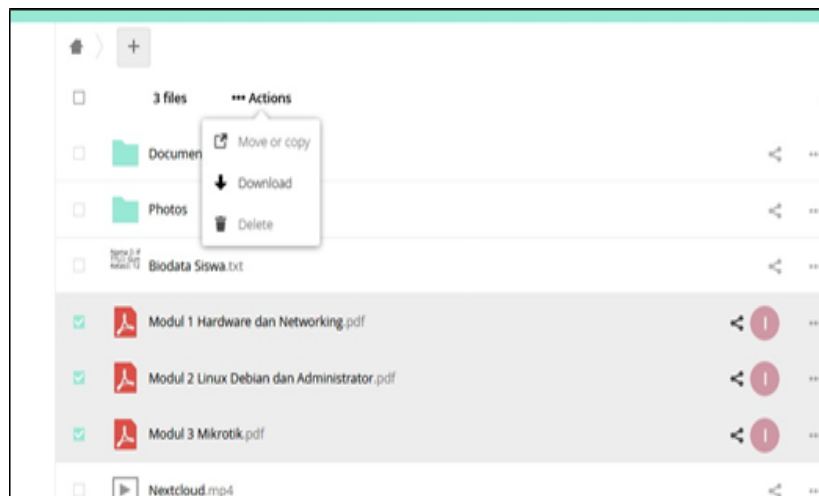 3 files ••• Actions
Move or copy
Documen
Download
Photos
Delete
Biodata Siswa.txt
Modul 1 Hardware dan Networking.pdf
Modul 2 Linux Debian dan Administrator.pdf
Modul 3 Mikrotik.pdf
Nextcloud.mp4